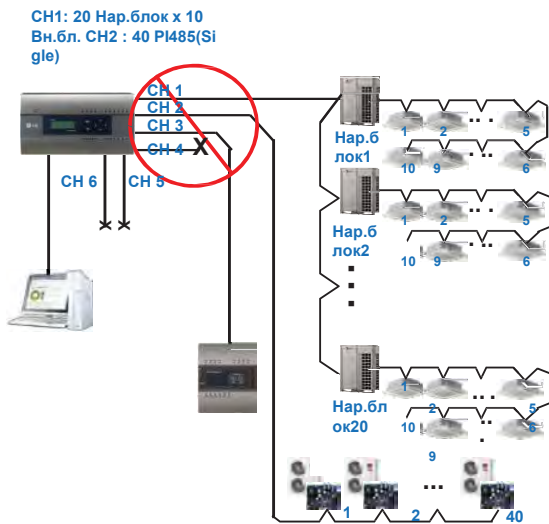 CH1: 20 Нар.блок x 10
Вн.бл. CH2 : 40 PI485(Si
gle)
CH 1
CH 2
CH 3
CH 4
X
CH 6
CH 5
Нар.б
лок1
1 2 5
10 9 6
Нар.б
лок2
1 2 5
10 9 6
Нар.бл
ок20
1 2 5
10 9 6
1 2 40